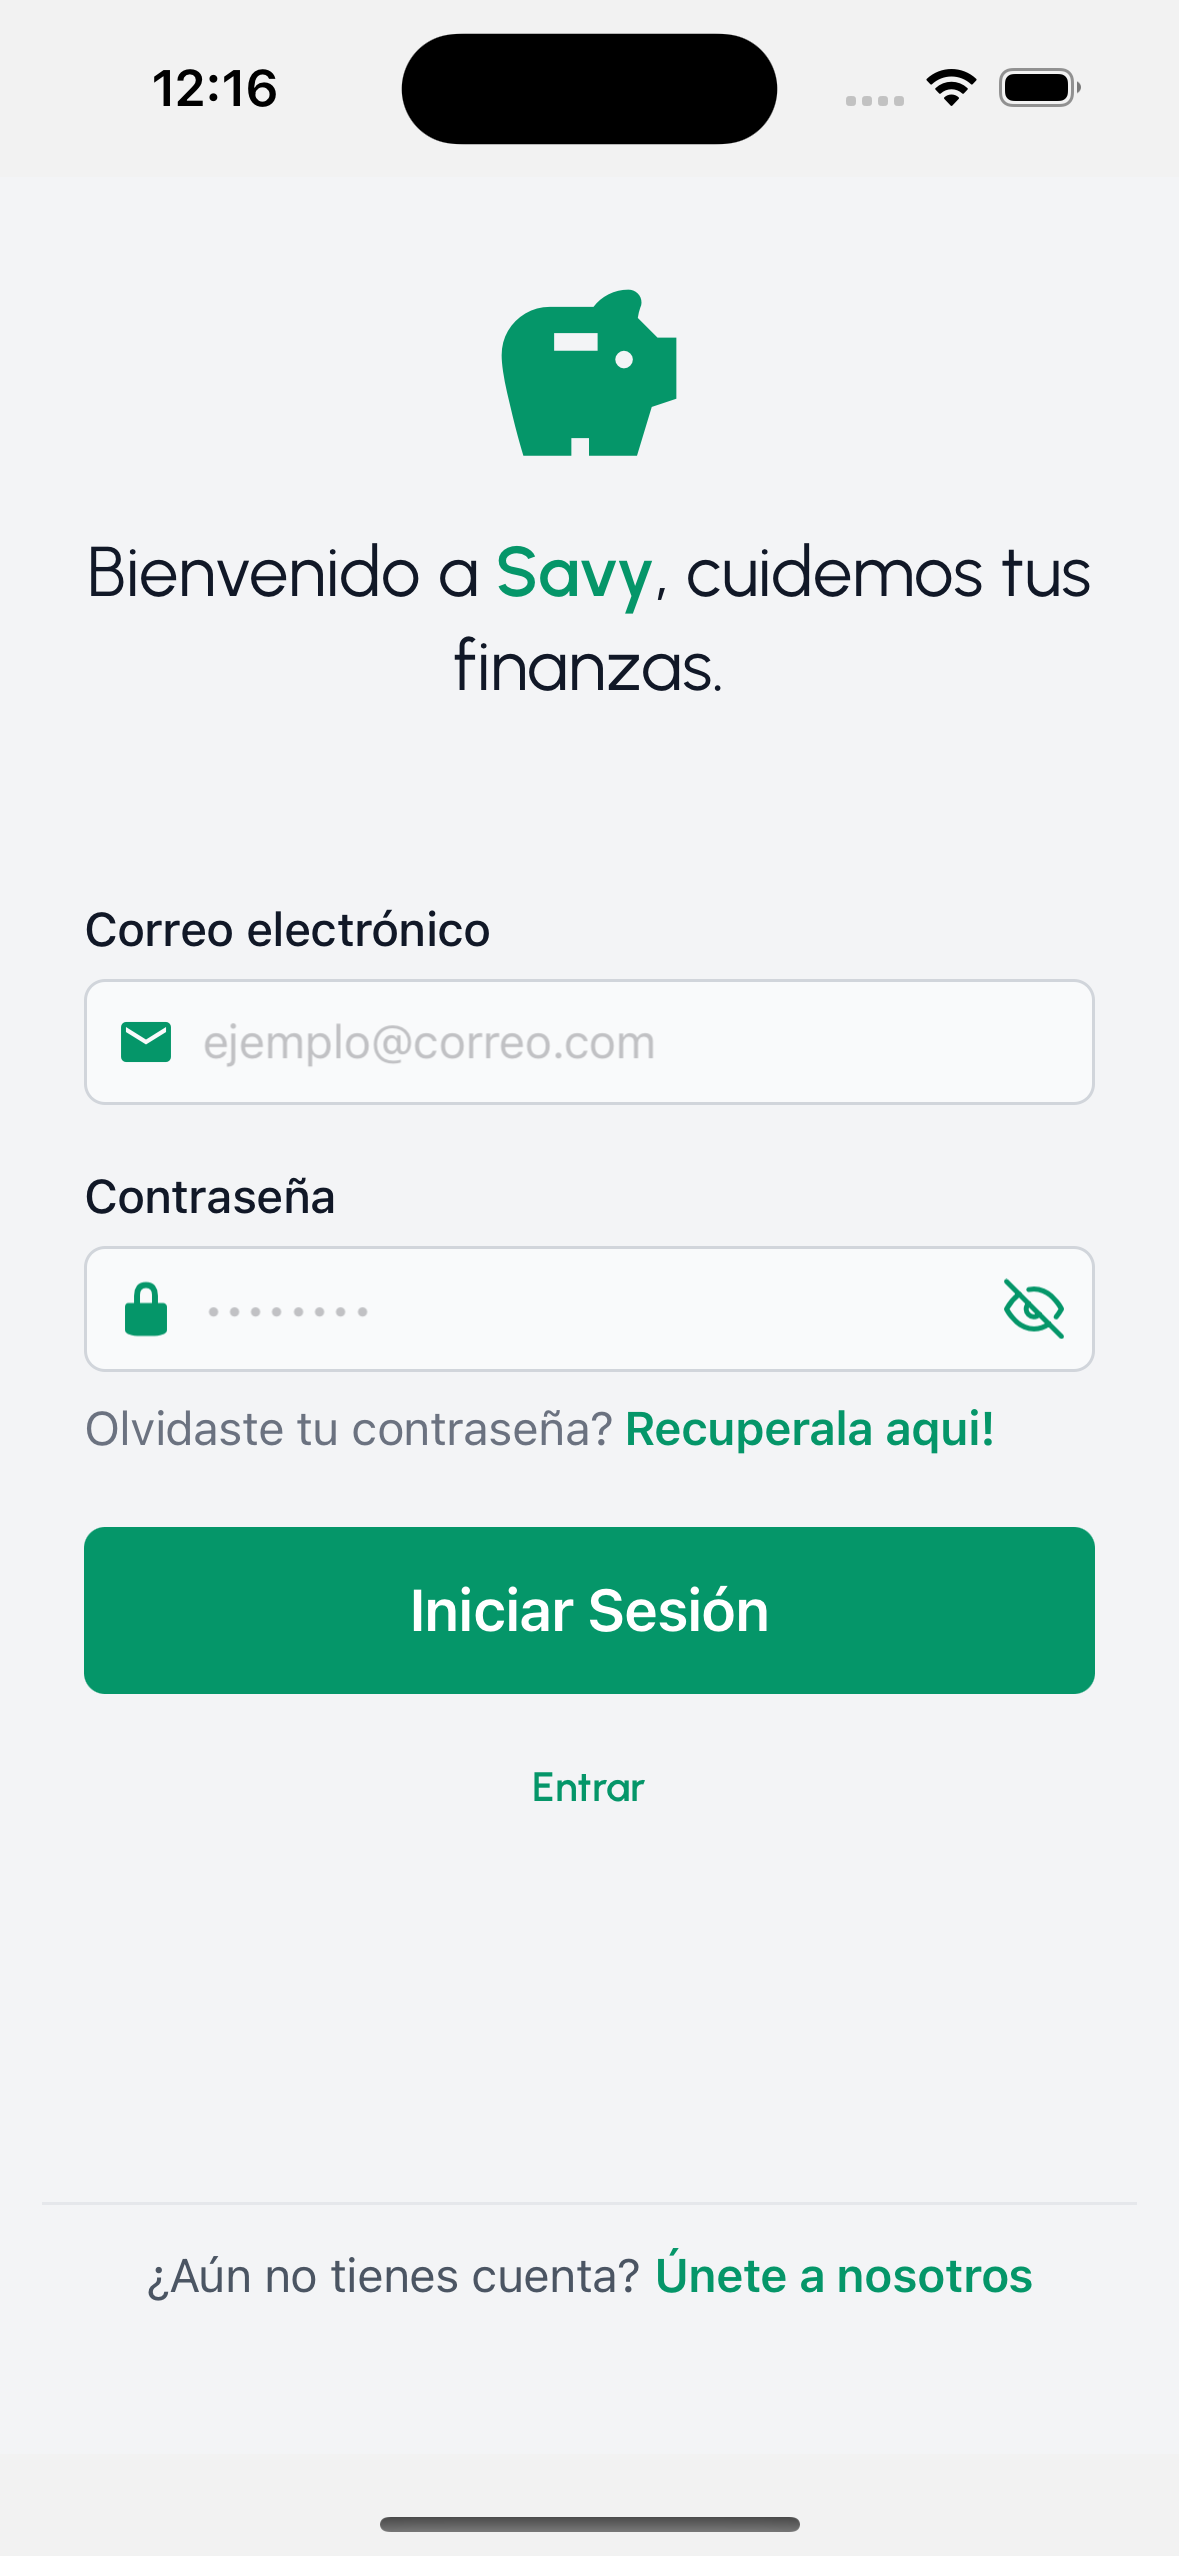 12:16
Bienvenido a Savy, cuidemos tus
finanzas.
Correo electrónico
ejemplo@correo.com
Contraseña
••••••••
Olvidaste tu contraseña? Recuperala aqui!
Iniciar Sesión
Entrar
¿Aún no tienes cuenta? Únete a nosotros